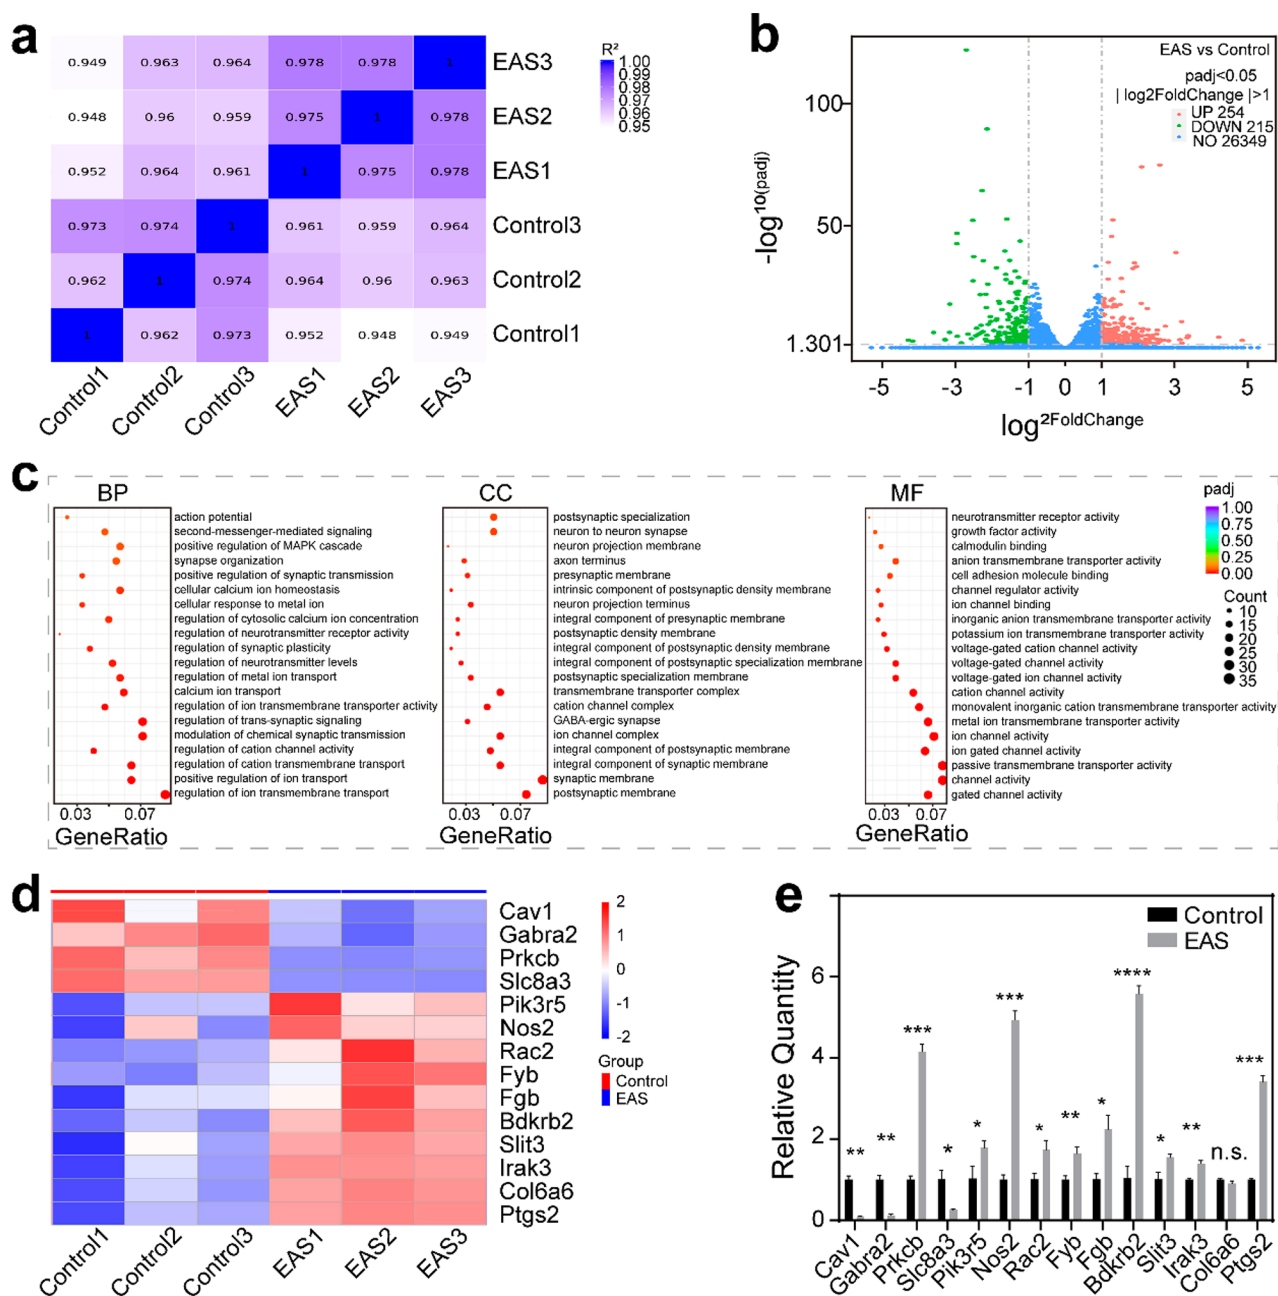 a
0.949 0.963 0.964 0.978 0.978 1 EAS3
0.948 0.96 0.959 0.975 1 0.978 EAS2
0.952 0.964 0.961 1 0.975 0.978 EAS1
0.973 0.974 1 0.961 0.959 0.964 Control3
0.962 1 0.974 0.964 0.96 0.963 Control2
1 0.962 0.973 0.952 0.948 0.949 Control1
Control1 Control2 Control3 EAS1 EAS2 EAS3
R²
1.00
0.99
0.98
0.97
0.96
0.95
b
EAS vs Control
padj<0.05
| log2FoldChange |>1
UP 254
DOWN 215
NO 26349
-log10(padj)
100
50
1.301
-5 -3 -1 0 1 3 5
log2FoldChange
c
BP
action potential
second-messenger-mediated signaling
positive regulation of MAPK cascade
synapse organization
positive regulation of synaptic transmission
cellular calcium ion homeostasis
cellular response to metal ion
regulation of cytosolic calcium ion concentration
regulation of neurotransmitter receptor activity
regulation of synaptic plasticity
regulation of neurotransmitter levels
regulation of metal ion transport
calcium ion transport
regulation of ion transmembrane transporter activity
regulation of trans-synaptic signaling
modulation of chemical synaptic transmission
regulation of cation channel activity
regulation of cation transmembrane transport
positive regulation of ion transport
regulation of ion transmembrane transport
0.03 0.07
GeneRatio
CC
postsynaptic specialization
neuron to neuron synapse
neuron projection membrane
axon terminus
presynaptic membrane
intrinsic component of postsynaptic density membrane
neuron projection terminus
integral component of presynaptic membrane
postsynaptic density membrane
integral component of postsynaptic density membrane
integral component of postsynaptic specialization membrane
postsynaptic specialization membrane
transmembrane transporter complex
cation channel complex
GABA-ergic synapse
ion channel complex
integral component of postsynaptic membrane
integral component of synaptic membrane
synaptic membrane
postsynaptic membrane
0.03 0.07
GeneRatio
MF
neurotransmitter receptor activity
growth factor activity
calmodulin binding
anion transmembrane transporter activity
cell adhesion molecule binding
channel regulator activity
ion channel binding
inorganic anion transmembrane transporter activity
potassium ion transmembrane transporter activity
voltage-gated cation channel activity
voltage-gated channel activity
voltage-gated ion channel activity
cation channel activity
monovalent inorganic cation transmembrane transporter activity
metal ion transmembrane transporter activity
ion channel activity
ion gated channel activity
passive transmembrane transporter activity
channel activity
gated channel activity
0.03 0.07
GeneRatio
padj
1.00
0.75
0.50
0.25
0.00
Count
10
15
20
25
30
35
d
Cav1
Gabra2
Prkcb
Slc8a3
Pik3r5
Nos2
Rac2
Fyb
Fgb
Bdkrb2
Slit3
Irak3
Col6a6
Ptgs2
Control1 Control2 Control3 EAS1 EAS2 EAS3
2
1
0
-1
-2
Group
Control
EAS
e
Control
EAS
Relative Quantity
6
4
2
0
** ** *** * * *** * ** * **** * ** n.s. ***
Cav1 Gabra2 Prkcb Slc8a3 Pik3r5 Nos2 Rac2 Fyb Fgb Bdkrb2 Slit3 Irak3 Col6a6 Ptgs2